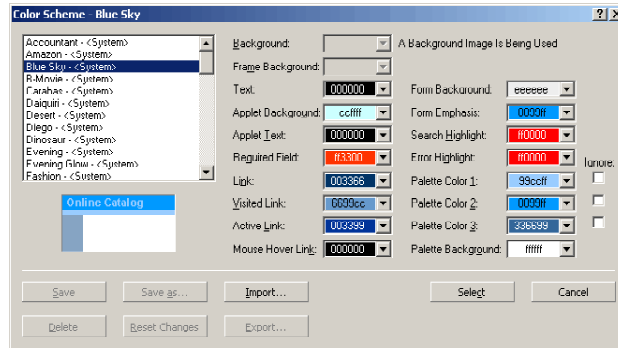 Color Scheme - Blue Sky
Accountant - <System>
Amazon - <System>
Blue Sky - <System>
B-Movie - <System>
Carabas - <System>
Daiquiri - <System>
Desert - <System>
Diego - <System>
Dinosaur - <System>
Evening - <System>
Evening Glow - <System>
Fashion - <System>
Online Catalog
Background:
A Background Image Is Being Used
Frame Background:
Text: 000000
Form Background: eeeeee
Applet Background: ccffff
Form Emphasis: 0099ff
Applet Text: 000000
Search Highlight: ff0000
Required Field: ff3300
Error Highlight: ff0000
Ignore:
Link: 003366
Palette Color 1: 99ccff
Visited Link: 6699cc
Palette Color 2: 0099ff
Active Link: 003399
Palette Color 3: 336699
Mouse Hover Link: 000000
Palette Background: ffffff
Save
Save as...
Import...
Select
Cancel
Delete
Reset Changes
Export...